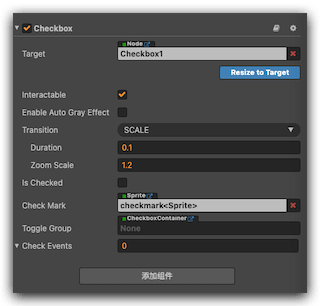 Checkbox
Node
Target Checkbox1
Resize to Target
Interactable
Enable Auto Gray Effect
Transition SCALE
Duration 0.1
Zoom Scale 1.2
Is Checked
Sprite
Check Mark checkmark<Sprite>
CheckboxContainer
Toggle Group None
Check Events 0
添加组件